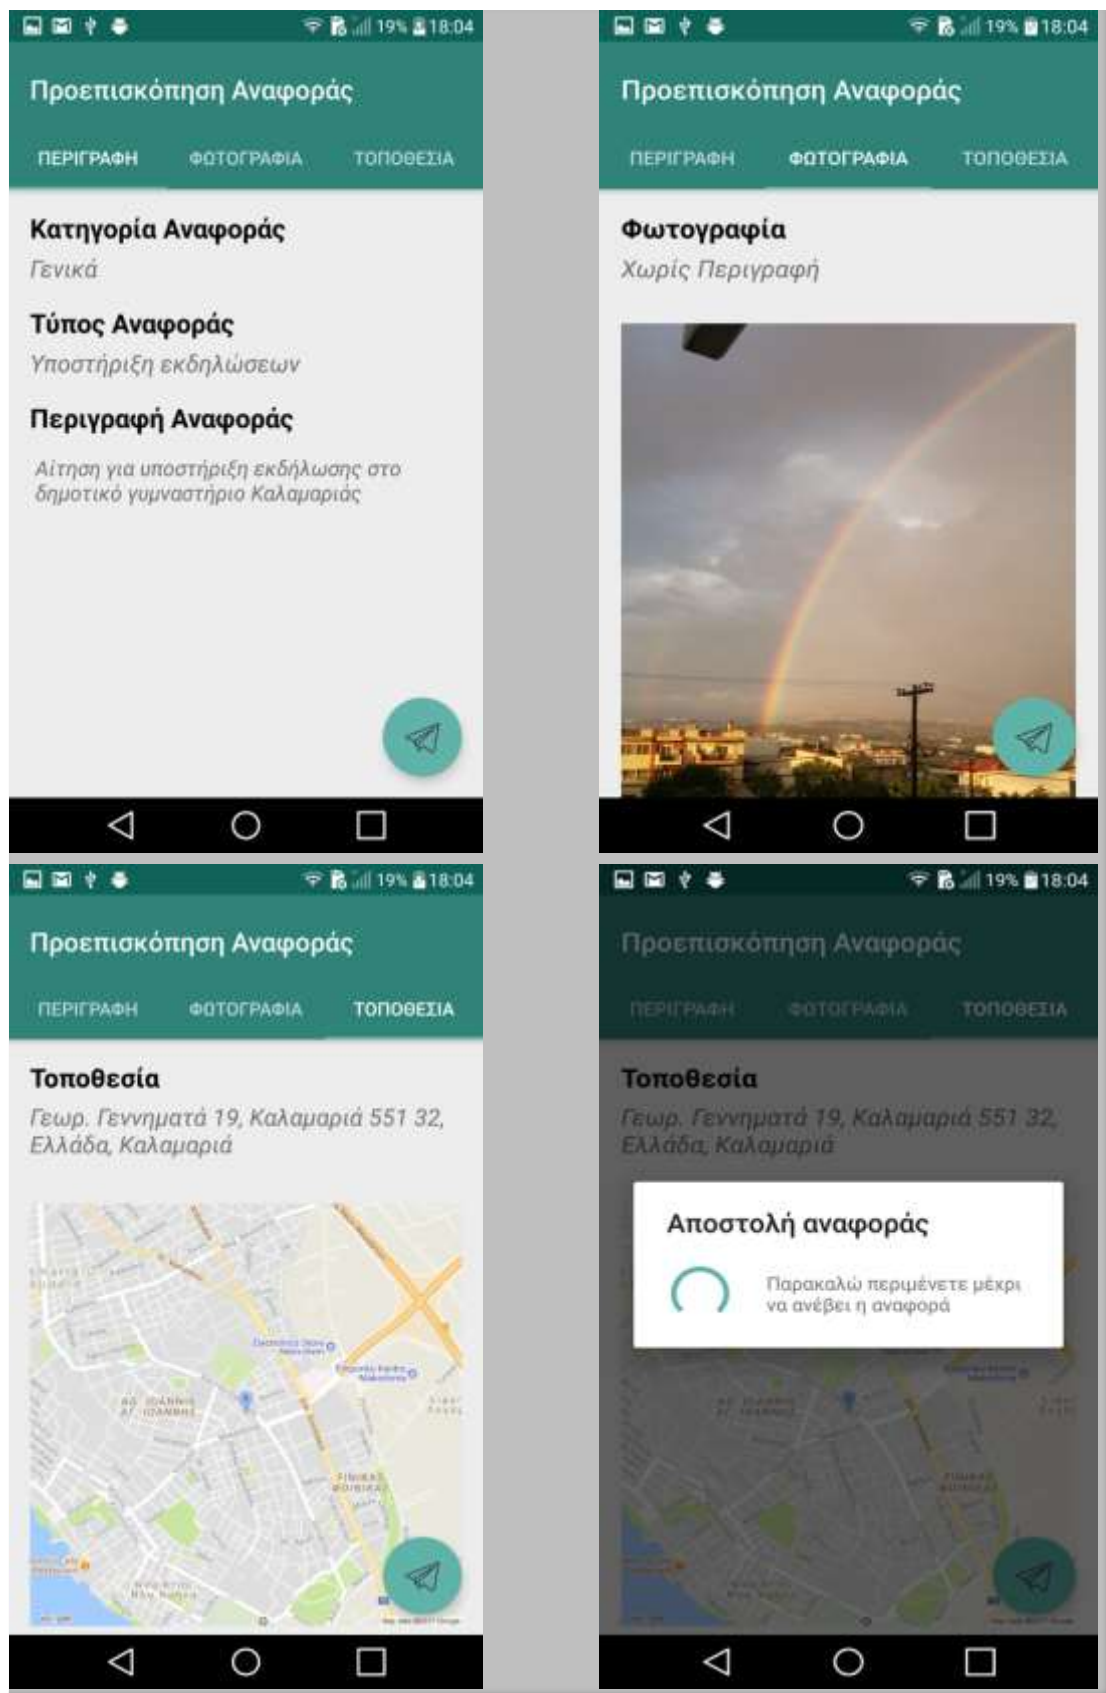 19% 18:04
Προεπισκόπηση Αναφοράς
ΠΕΡΙΓΡΑΦΗ ΦΩΤΟΓΡΑΦΙΑ ΤΟΠΟΘΕΣΙΑ
Κατηγορία Αναφοράς
Γενικά
Τύπος Αναφοράς
Υποστήριξη εκδηλώσεων
Περιγραφή Αναφοράς
Αίτηση για υποστήριξη εκδήλωσης στο
δημοτικό γυμναστήριο Καλαμαριάς
19% 18:04
Προεπισκόπηση Αναφοράς
ΠΕΡΙΓΡΑΦΗ ΦΩΤΟΓΡΑΦΙΑ ΤΟΠΟΘΕΣΙΑ
Φωτογραφία
Χωρίς Περιγραφή
19% 18:04
Προεπισκόπηση Αναφοράς
ΠΕΡΙΓΡΑΦΗ ΦΩΤΟΓΡΑΦΙΑ ΤΟΠΟΘΕΣΙΑ
Τοποθεσία
Γεωρ. Γεννηματά 19, Καλαμαριά 551 32,
Ελλάδα, Καλαμαριά
ΑΓ. ΙΩΑΝΝΗΣ
FINIKAS
ΦΟΙΝΙΚΑΣ
19% 18:04
Προεπισκόπηση Αναφοράς
ΠΕΡΙΓΡΑΦΗ ΦΩΤΟΓΡΑΦΙΑ ΤΟΠΟΘΕΣΙΑ
Τοποθεσία
Γεωρ. Γεννηματά 19, Καλαμαριά 551 32,
Ελλάδα, Καλαμαριά
Αποστολή αναφοράς
Παρακαλώ περιμένετε μέχρι
να ανέβει η αναφορά